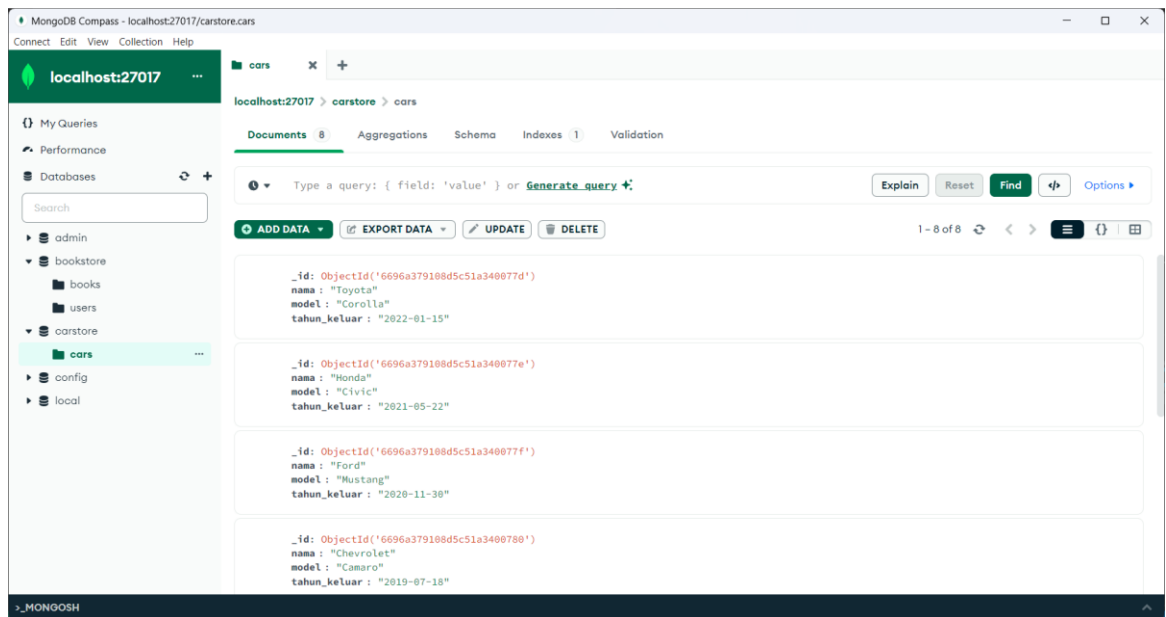 MongoDB Compass - localhost:27017/carstore.cars
Connect Edit View Collection Help
localhost:27017 ...
My Queries
Performance
Databases
Search
admin
bookstore
books
users
carstore
cars ...
config
local
cars
localhost:27017 > carstore > cars
Documents 8 Aggregations Schema Indexes 1 Validation
Type a query: { field: 'value' } or Generate query
Explain Reset Find </> Options
ADD DATA EXPORT DATA UPDATE DELETE
1 – 8 of 8 {}
_id: ObjectId('6696a379108d5c51a340077d')
nama : "Toyota"
model : "Corolla"
tahun_keluar : "2022-01-15"
_id: ObjectId('6696a379108d5c51a340077e')
nama : "Honda"
model : "Civic"
tahun_keluar : "2021-05-22"
_id: ObjectId('6696a379108d5c51a340077f')
nama : "Ford"
model : "Mustang"
tahun_keluar : "2020-11-30"
_id: ObjectId('6696a379108d5c51a3400780')
nama : "Chevrolet"
model : "Camaro"
tahun_keluar : "2019-07-18"
>_MONGOSH